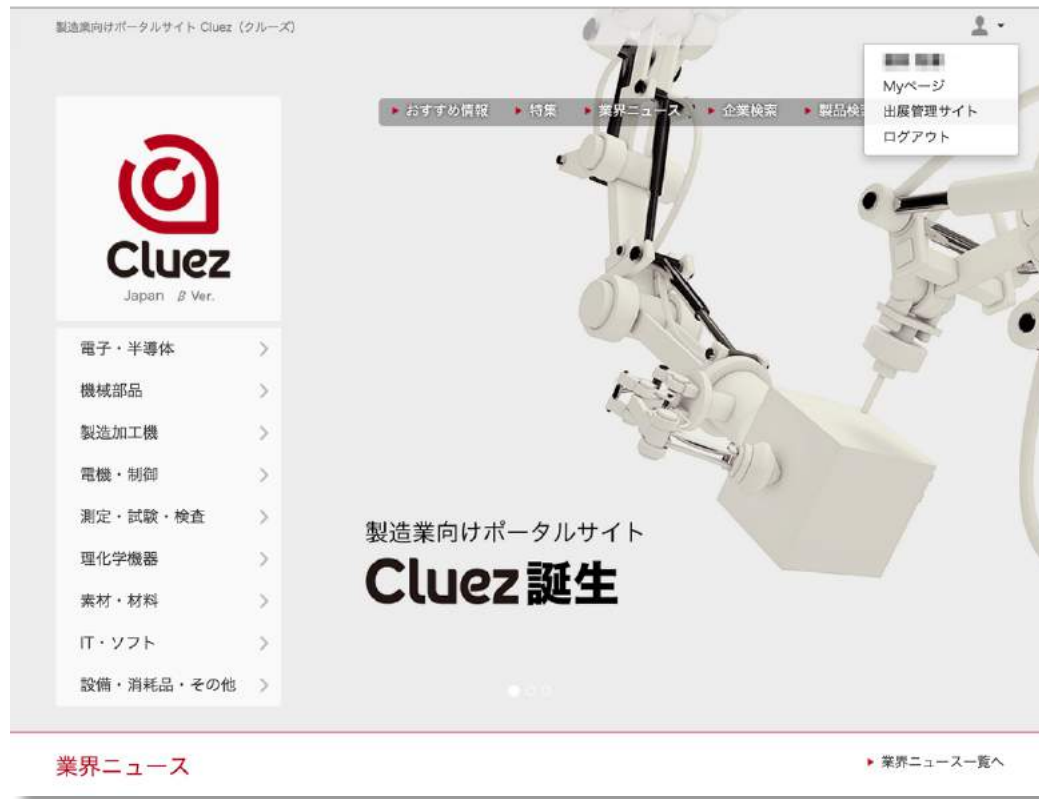 製造業向けポータルサイト Cluez（クルーズ）
Myページ
出展管理サイト
ログアウト
おすすめ情報 特集 業界ニュース 企業検索 製品検
Cluez
Japan β Ver.
電子・半導体
機械部品
製造加工機
電機・制御
測定・試験・検査
理化学機器
素材・材料
IT・ソフト
設備・消耗品・その他
製造業向けポータルサイト
Cluez誕生
業界ニュース
業界ニュース一覧へ